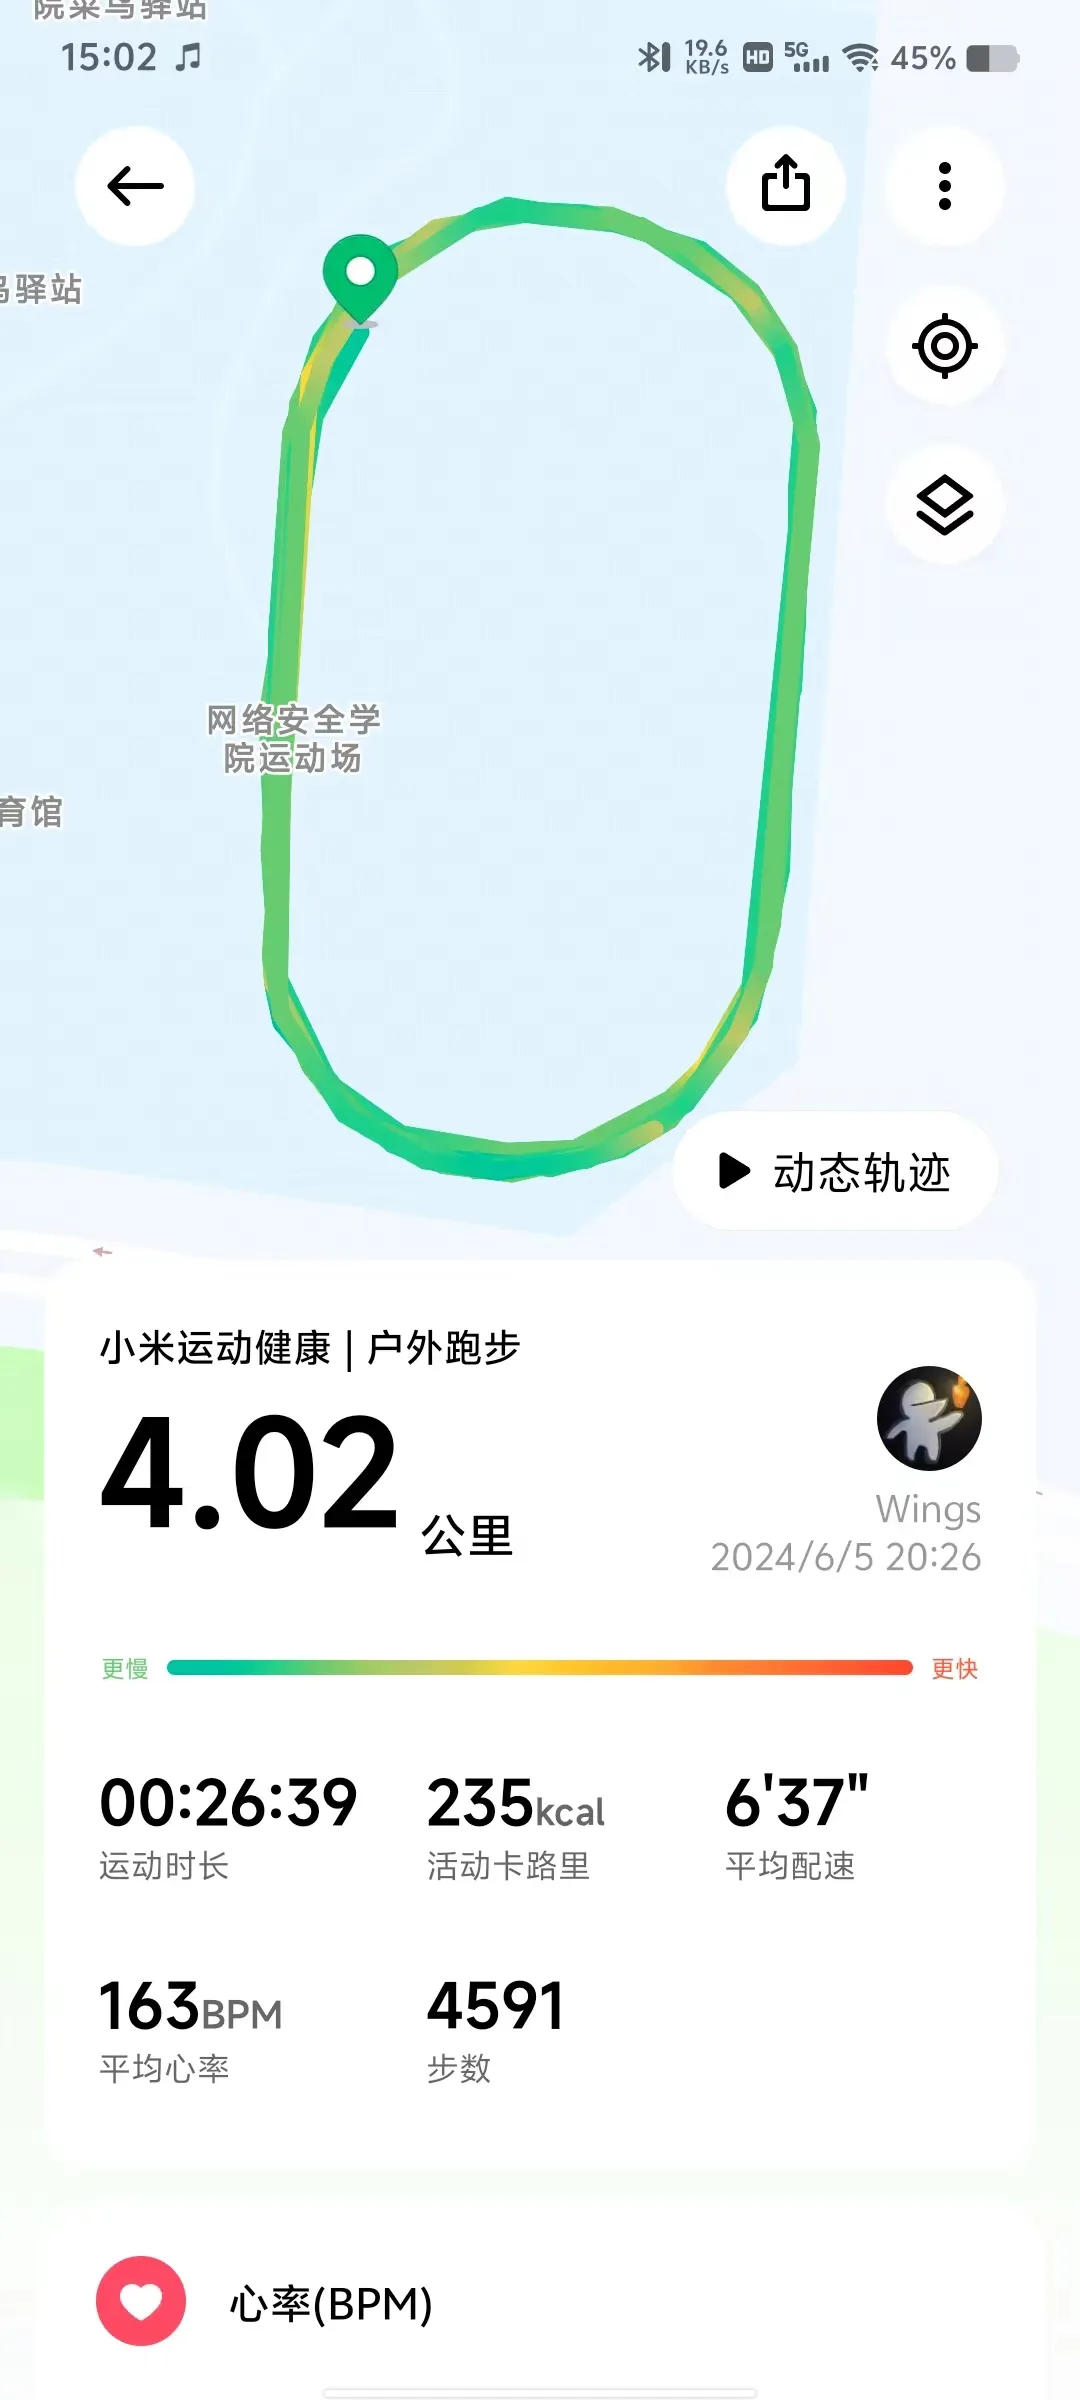 院菜鸟驿站
15:02
19.6
KB/s
HD
5G
45%
鸟驿站
网络安全学
院运动场
育馆
动态轨迹
小米运动健康 | 户外跑步
4.02 公里
Wings
2024/6/5 20:26
更慢
更快
00:26:39
235kcal
6'37"
运动时长
活动卡路里
平均配速
163BPM
4591
平均心率
步数
心率(BPM)